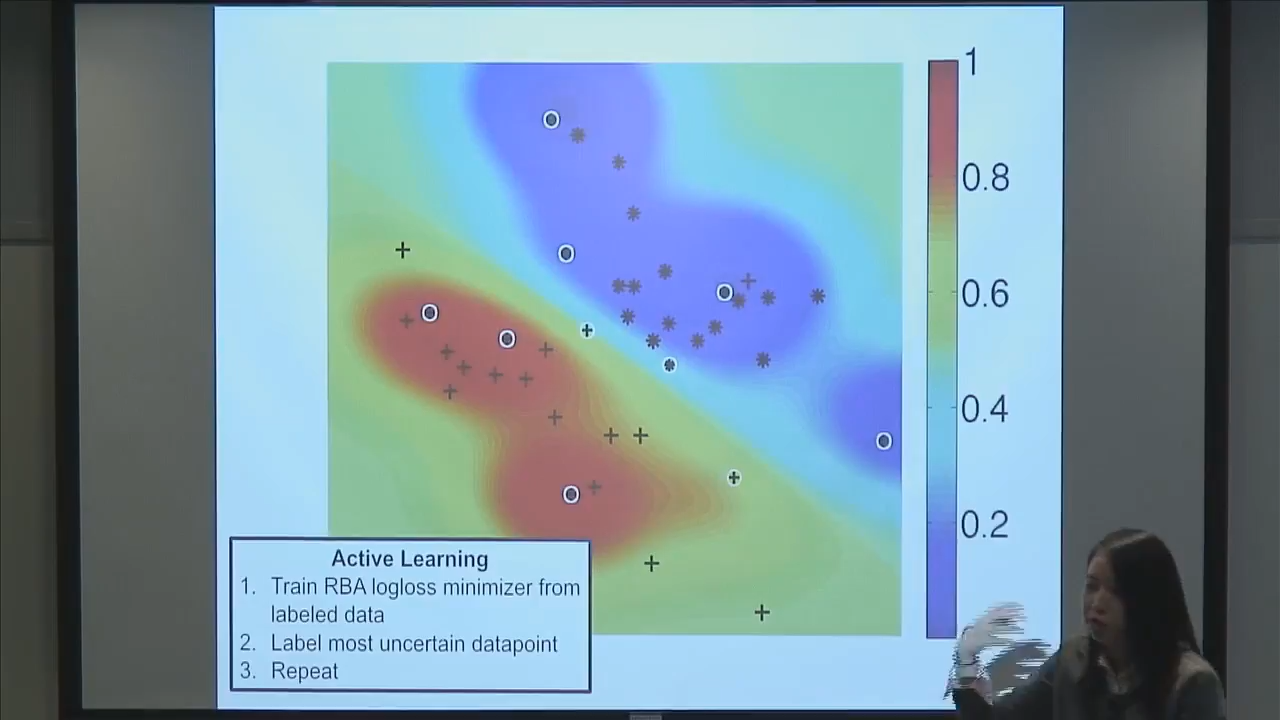 1
0.8
0.6
0.4
0.2
Active Learning
1. Train RBA logloss minimizer from
labeled data
2. Label most uncertain datapoint
3. Repeat